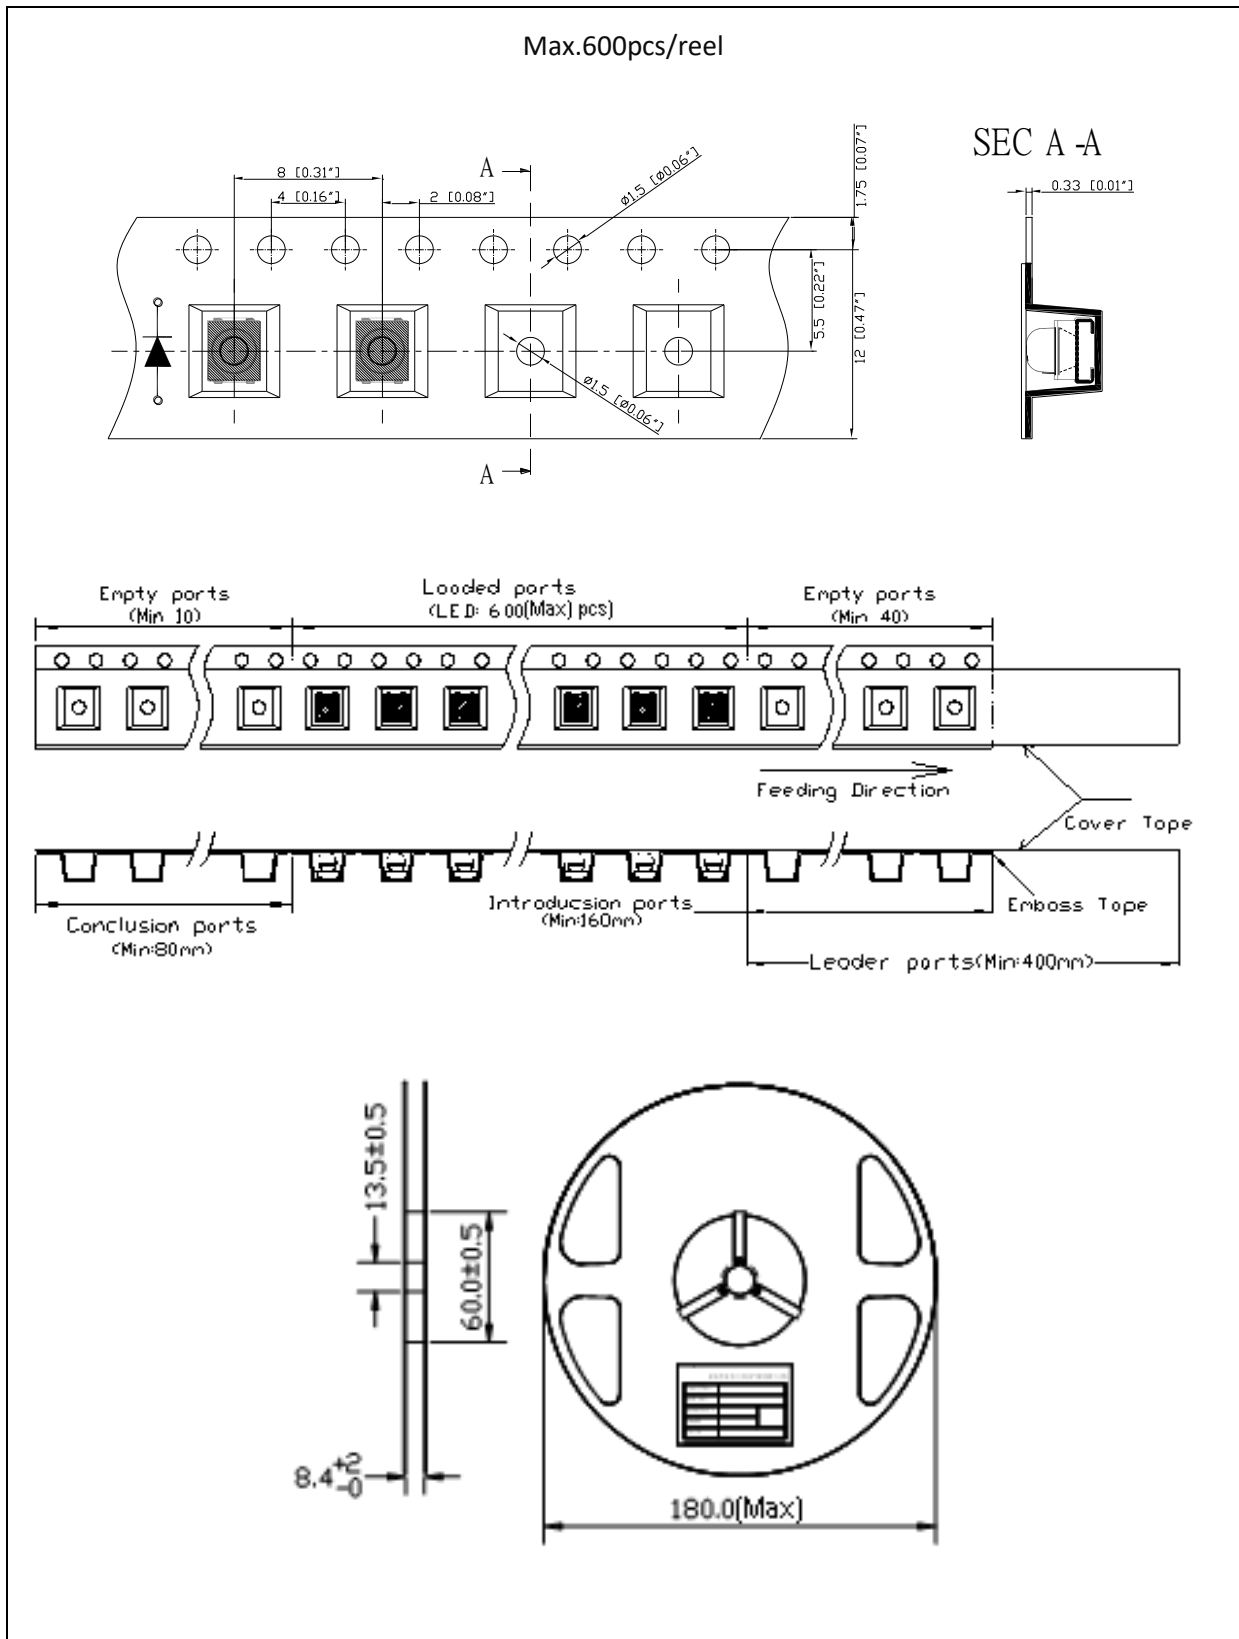 Max.600pcs/reel
SEC A -A
8 [0.31"]
4 [0.16"]
2 [0.08"]
A
ø1.5 [ø0.06"]
1.75 [0.07"]
0.33 [0.01"]
5.5 [0.22"]
12 [0.47"]
ø1.5 [ø0.06"]
A
Empty ports
(Min 10)
Looded ports
(LED: 600(Max) pcs)
Empty ports
(Min 40)
Feeding Direction
Cover Tope
Conclusion ports
(Min:80mm)
Introducsion ports
(Min:160mm)
Emboss Tope
Leoder ports(Min:400mm)
13.5±0.5
60.0±0.5
8.4+2-0
180.0(Max)